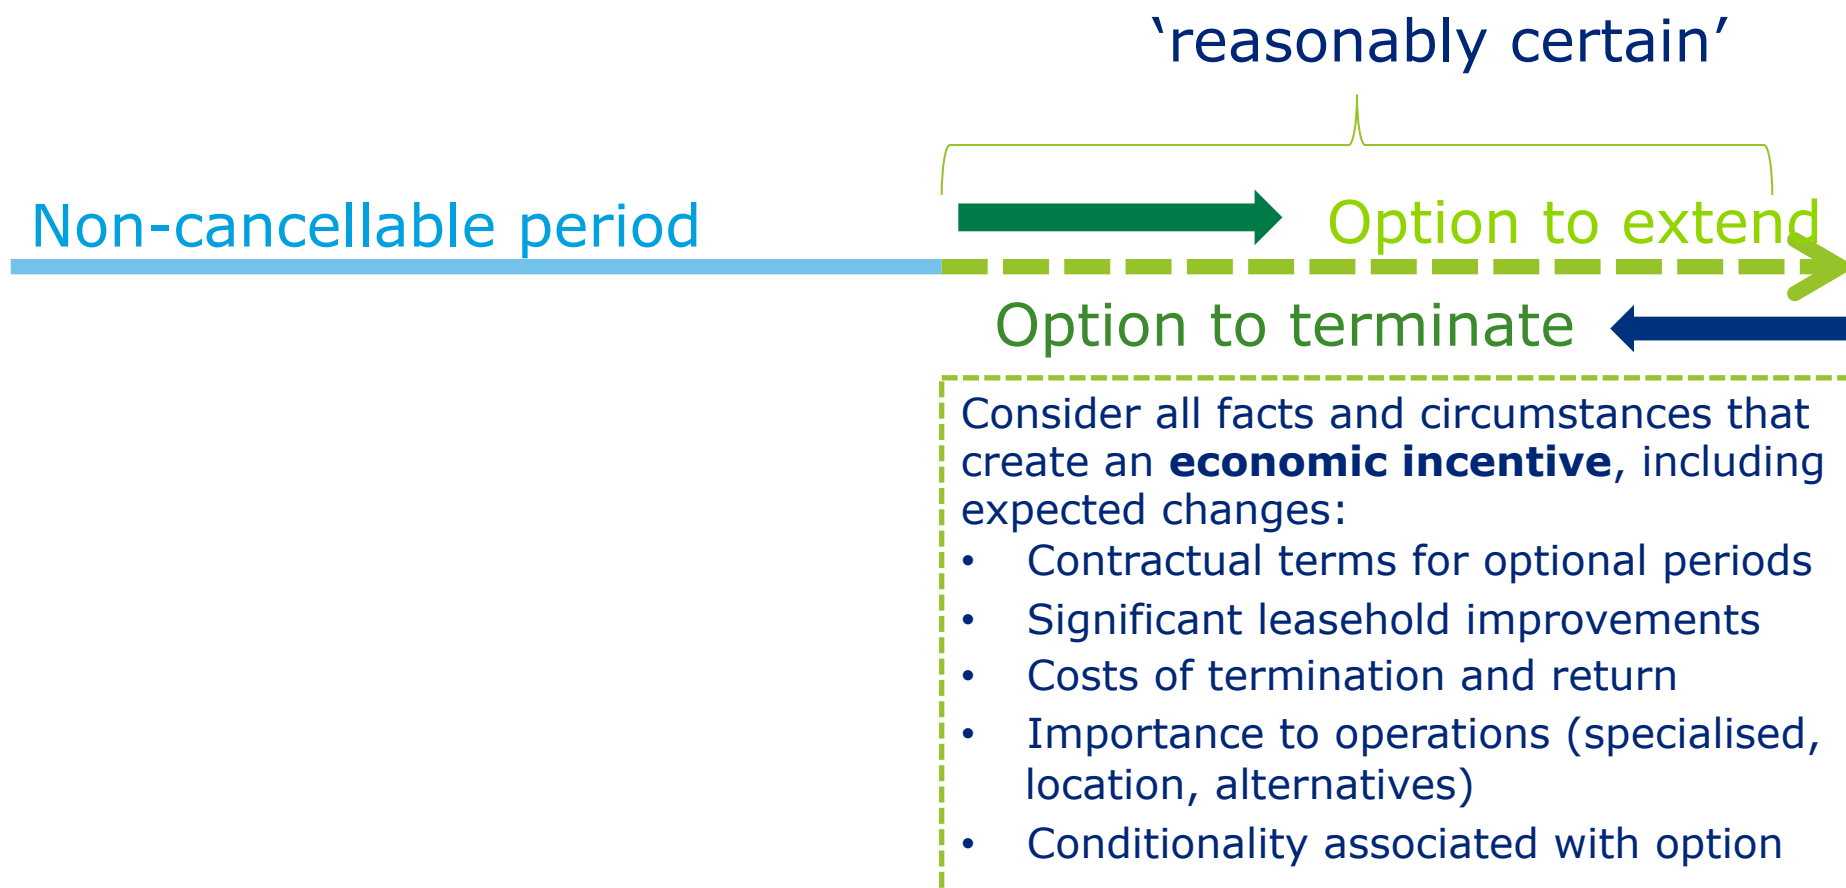 ‘reasonably certain’
Non-cancellable period
Option to extend
Option to terminate
Consider all facts and circumstances that
create an economic incentive, including
expected changes:
• Contractual terms for optional periods
• Significant leasehold improvements
• Costs of termination and return
• Importance to operations (specialised,
location, alternatives)
• Conditionality associated with option